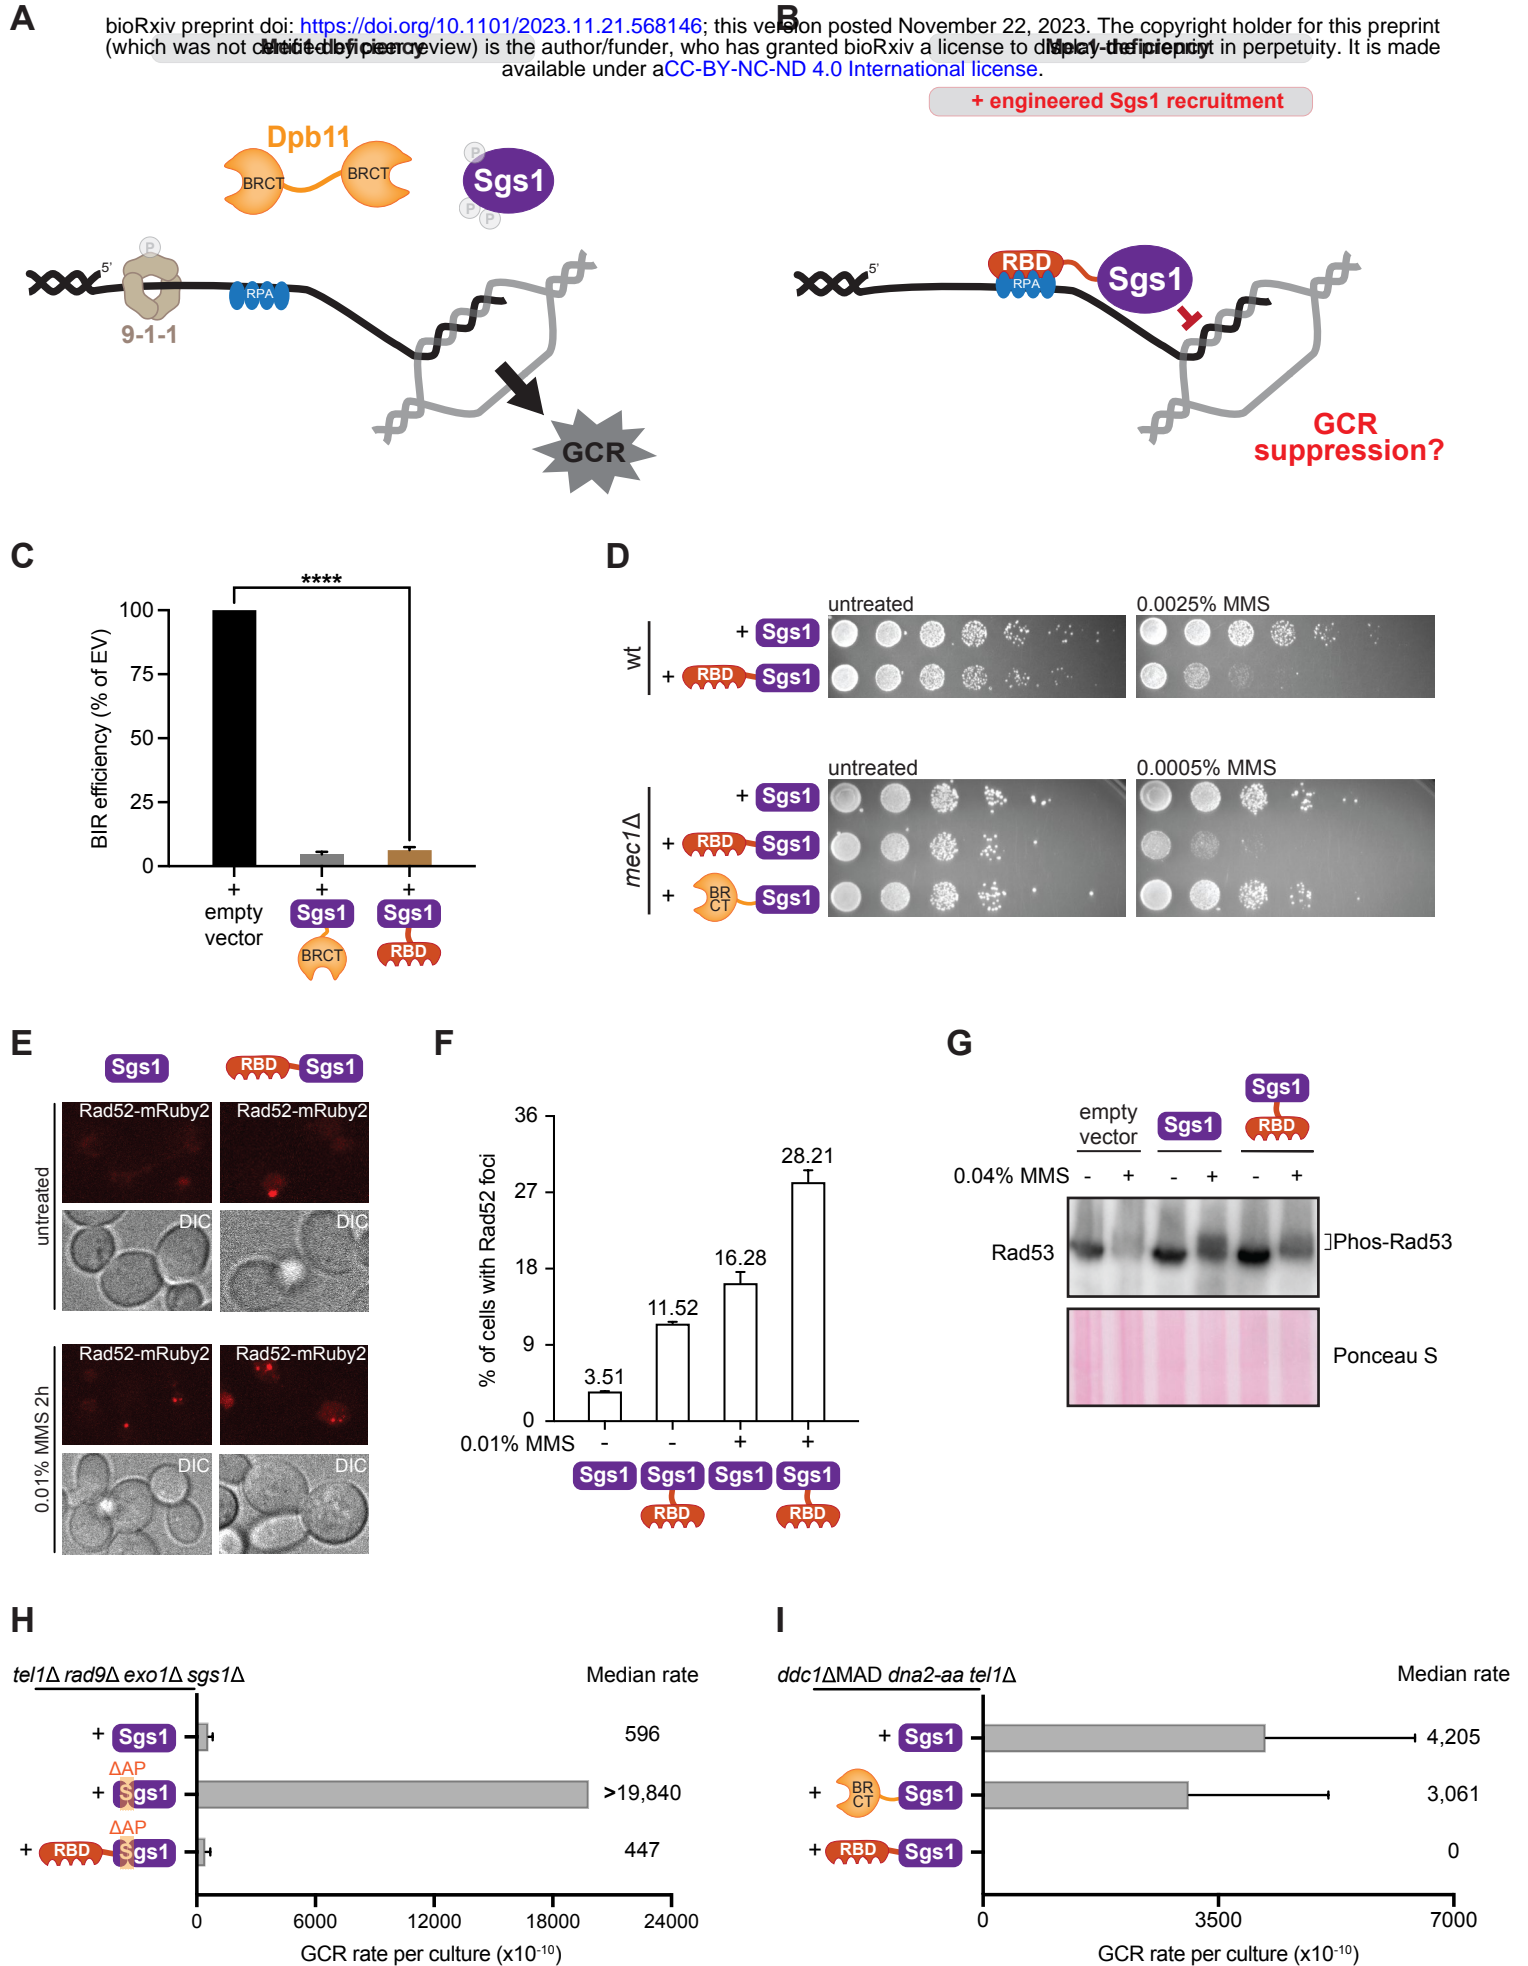 A
B
bioRxiv preprint doi: https://doi.org/10.1101/2023.11.21.568146; this version posted November 22, 2023. The copyright holder for this preprint
(which was not certified by peer review) is the author/funder, who has granted bioRxiv a license to display the preprint in perpetuity. It is made
available under aCC-BY-NC-ND 4.0 International license.
Mec1-deficiency
Mec1-deficiency
+ engineered Sgs1 recruitment
Dpb11
BRCT
BRCT
P
Sgs1
P
P
P
5'
RPA
9-1-1
GCR
5'
RBD
RPA
Sgs1
GCR
suppression?
C
BIR efficiency (% of EV)
100
75
50
25
0
****
+
+
+
empty
vector
Sgs1
BRCT
Sgs1
RBD
D
untreated
0.0025% MMS
wt
+ Sgs1
+ RBD Sgs1
untreated
0.0005% MMS
mec1Δ
+ Sgs1
+ RBD Sgs1
+ BR
CT Sgs1
E
Sgs1
RBD Sgs1
untreated
Rad52-mRuby2
Rad52-mRuby2
DIC
DIC
0.01% MMS 2h
Rad52-mRuby2
Rad52-mRuby2
DIC
DIC
F
% of cells with Rad52 foci
36
27
18
9
0
3.51
11.52
16.28
28.21
0.01% MMS - - + +
Sgs1 Sgs1 Sgs1 Sgs1
RBD RBD
G
empty
vector
Sgs1
Sgs1
RBD
0.04% MMS - + - + - +
Rad53
]Phos-Rad53
Ponceau S
H
tel1Δ rad9Δ exo1Δ sgs1Δ
Median rate
+ Sgs1
596
ΔAP
+ Sgs1
>19,840
ΔAP
+ RBD Sgs1
447
0 6000 12000 18000 24000
GCR rate per culture (x10⁻¹⁰)
I
ddc1ΔMAD dna2-aa tel1Δ
Median rate
+ Sgs1
4,205
+ BR
CT Sgs1
3,061
+ RBD Sgs1
0
0 3500 7000
GCR rate per culture (x10⁻¹⁰)